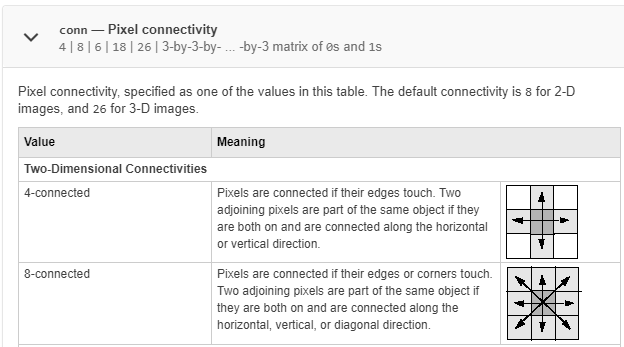 conn — Pixel connectivity
4 | 8 | 6 | 18 | 26 | 3-by-3-by- ... -by-3 matrix of 0s and 1s
Pixel connectivity, specified as one of the values in this table. The default connectivity is 8 for 2-D
images, and 26 for 3-D images.
Value Meaning
Two-Dimensional Connectivities
4-connected
Pixels are connected if their edges touch. Two
adjoining pixels are part of the same object if they
are both on and are connected along the horizontal
or vertical direction.
8-connected
Pixels are connected if their edges or corners touch.
Two adjoining pixels are part of the same object if
they are both on and are connected along the
horizontal, vertical, or diagonal direction.